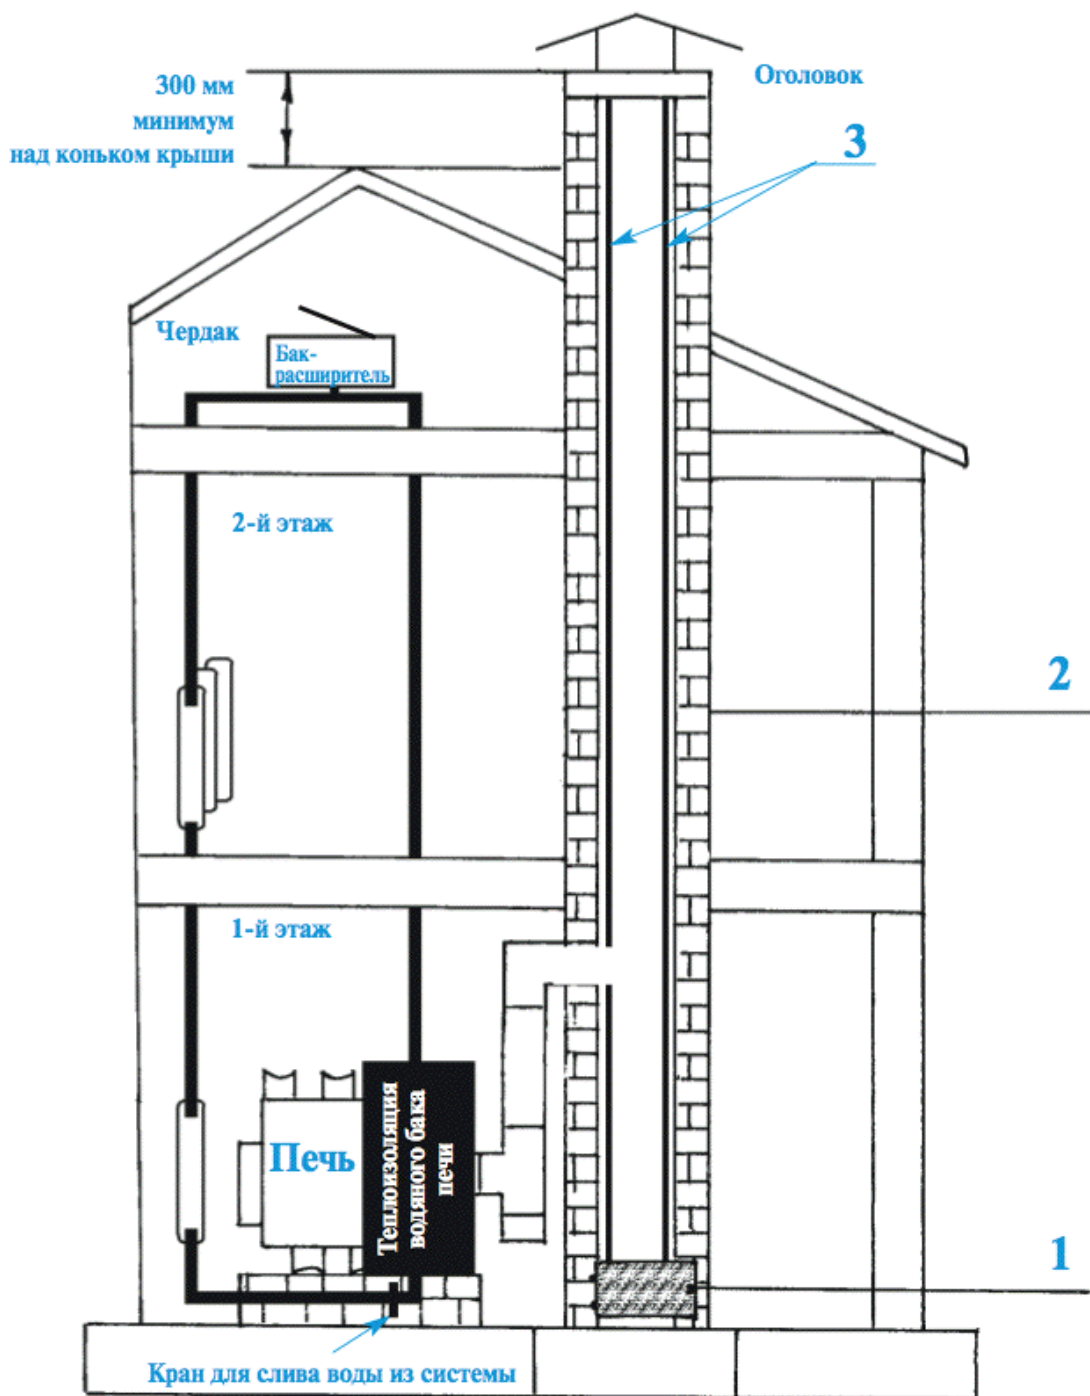 300 мм
минимум
над коньком крыши
Оголовок
3
Чердак
Бак-
расширитель
2-й этаж
2
1-й этаж
Печь
Теплоизоляция
водяного бака
печи
1
Кран для слива воды из системы